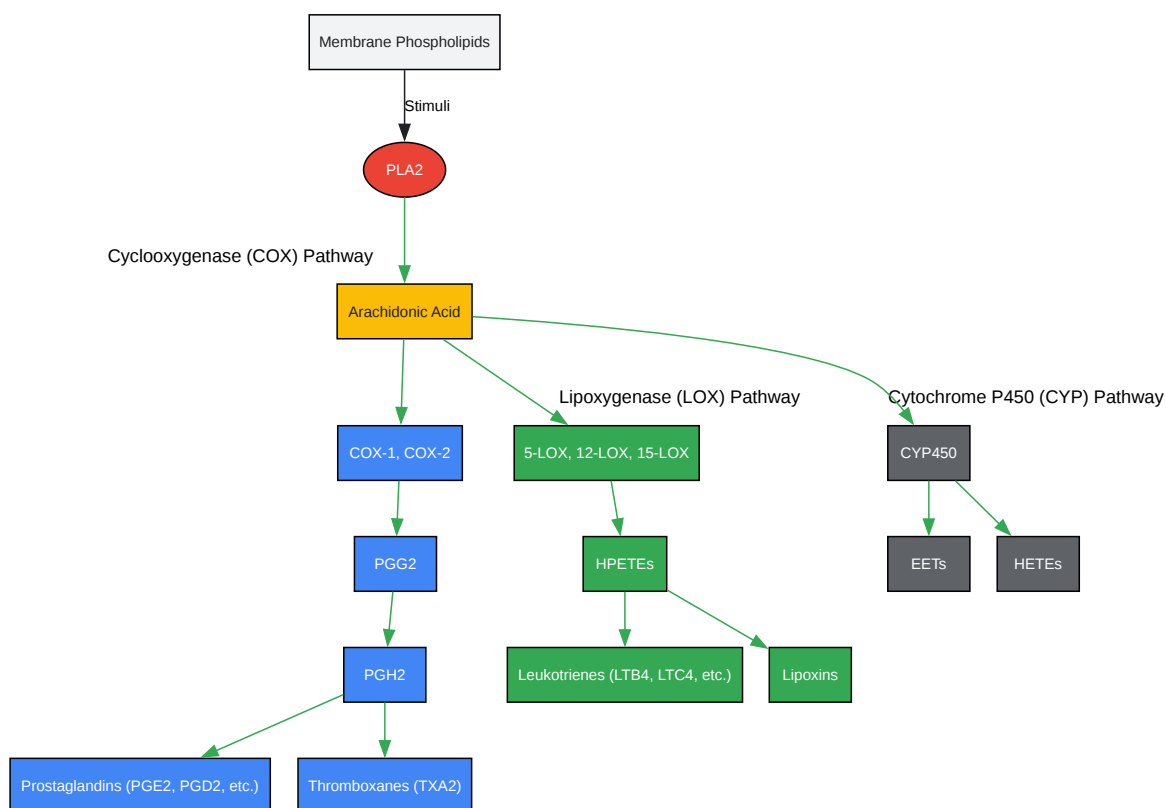 Membrane Phospholipids
Stimuli
PLA2
Cyclooxygenase (COX) Pathway
Arachidonic Acid
Lipoxygenase (LOX) Pathway
Cytochrome P450 (CYP) Pathway
COX-1, COX-2
5-LOX, 12-LOX, 15-LOX
CYP450
PGG2
HPETEs
EETs
HETEs
PGH2
Leukotrienes (LTB4, LTC4, etc.)
Lipoxins
Prostaglandins (PGE2, PGD2, etc.)
Thromboxanes (TXA2)